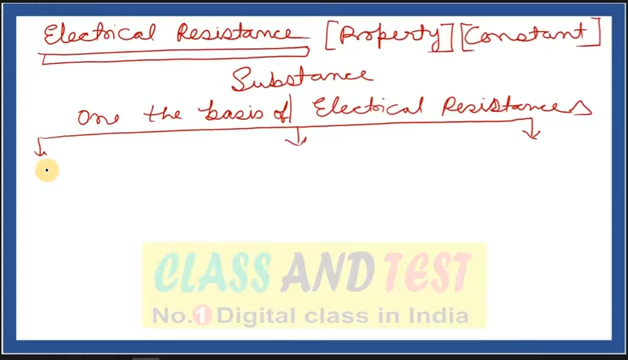 Electrical Resistance [Property] [Constant]
Substance
One the basis of Electrical Resistances
CLASS AND TEST
No.1 Digital class in India